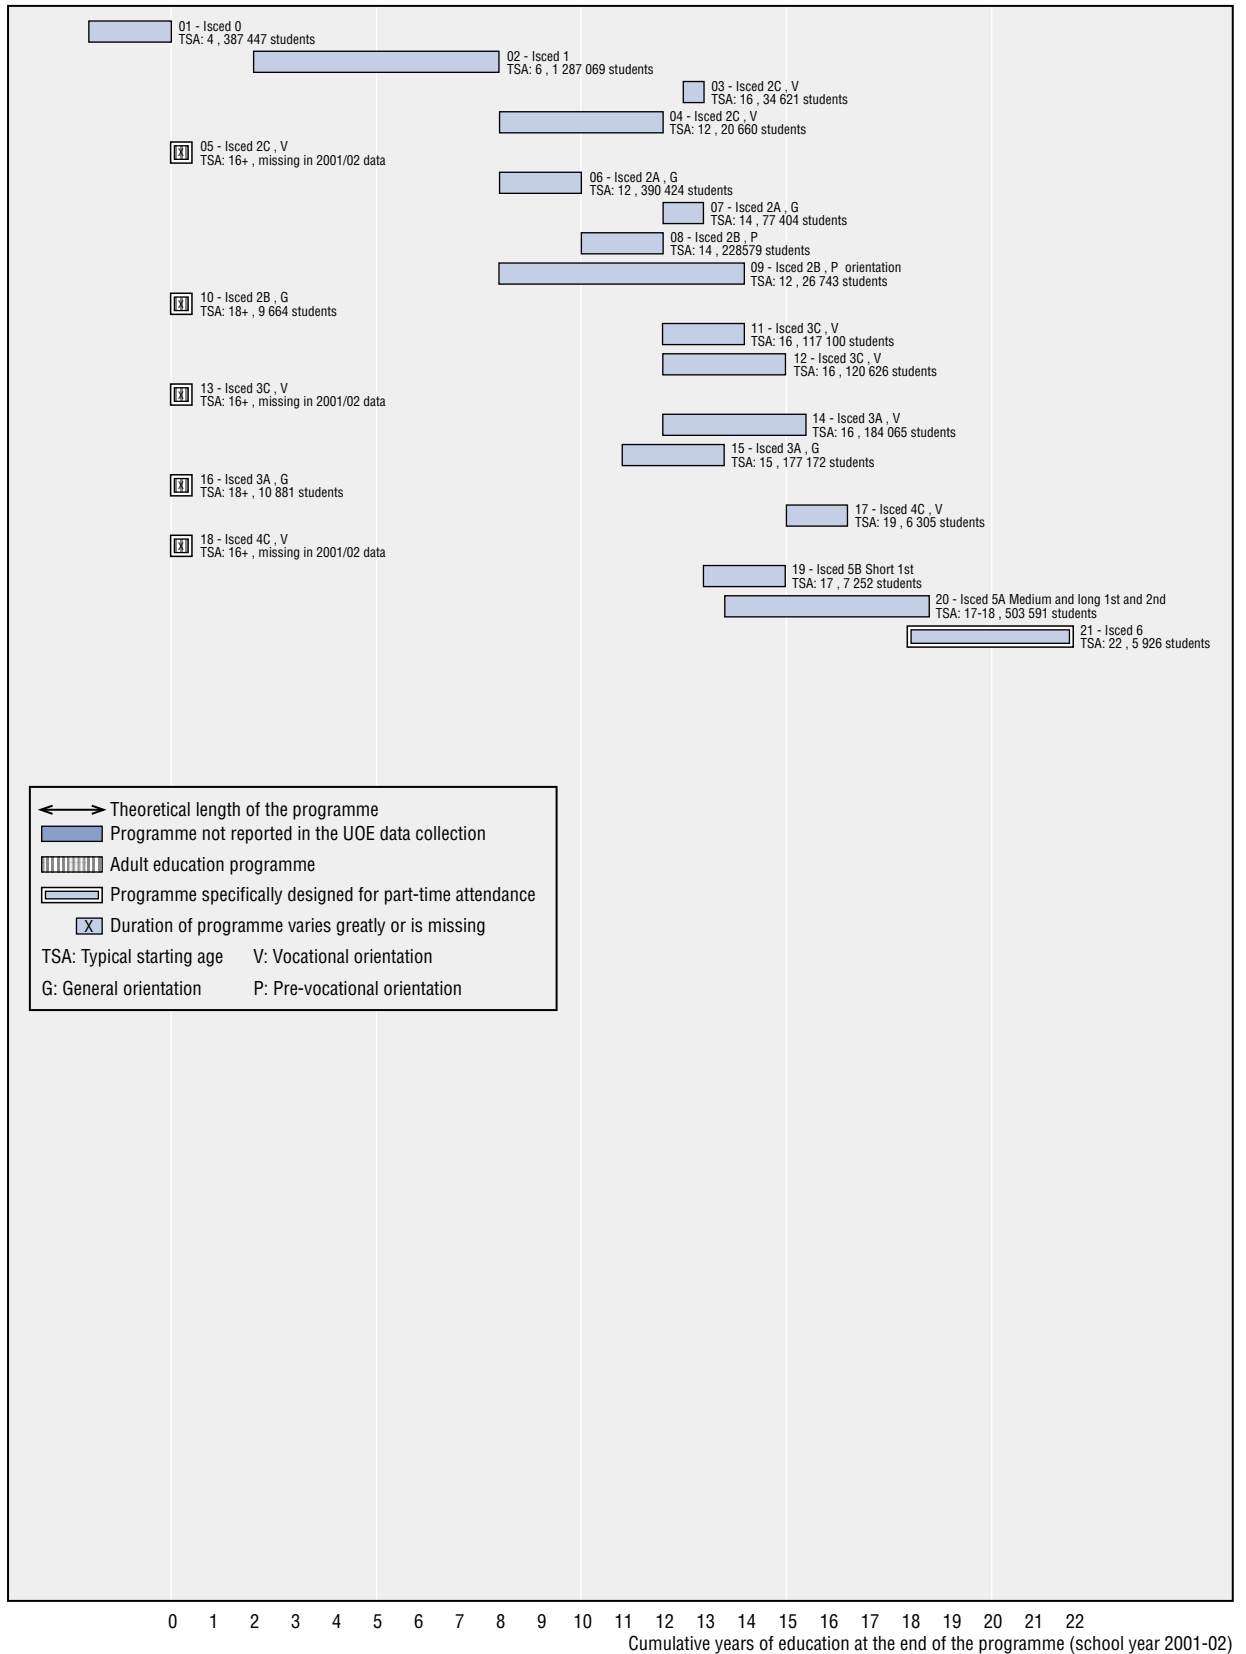 01 - Isced 0
TSA: 4 , 387 447 students
02 - Isced 1
TSA: 6 , 1 287 069 students
03 - Isced 2C , V
TSA: 16 , 34 621 students
04 - Isced 2C , V
TSA: 12 , 20 660 students
X
05 - Isced 2C , V
TSA: 16+ , missing in 2001/02 data
06 - Isced 2A , G
TSA: 12 , 390 424 students
07 - Isced 2A , G
TSA: 14 , 77 404 students
08 - Isced 2B , P
TSA: 14 , 228579 students
09 - Isced 2B , P orientation
TSA: 12 , 26 743 students
X
10 - Isced 2B , G
TSA: 18+ , 9 664 students
11 - Isced 3C , V
TSA: 16 , 117 100 students
12 - Isced 3C , V
TSA: 16 , 120 626 students
X
13 - Isced 3C , V
TSA: 16+ , missing in 2001/02 data
14 - Isced 3A , V
TSA: 16 , 184 065 students
15 - Isced 3A , G
TSA: 15 , 177 172 students
X
16 - Isced 3A , G
TSA: 18+ , 10 881 students
17 - Isced 4C , V
TSA: 19 , 6 305 students
X
18 - Isced 4C , V
TSA: 16+ , missing in 2001/02 data
19 - Isced 5B Short 1st
TSA: 17 , 7 252 students
20 - Isced 5A Medium and long 1st and 2nd
TSA: 17-18 , 503 591 students
21 - Isced 6
TSA: 22 , 5 926 students
Theoretical length of the programme
Programme not reported in the UOE data collection
Adult education programme
Programme specifically designed for part-time attendance
X Duration of programme varies greatly or is missing
TSA: Typical starting age V: Vocational orientation
G: General orientation P: Pre-vocational orientation
0 1 2 3 4 5 6 7 8 9 10 11 12 13 14 15 16 17 18 19 20 21 22
Cumulative years of education at the end of the programme (school year 2001-02)